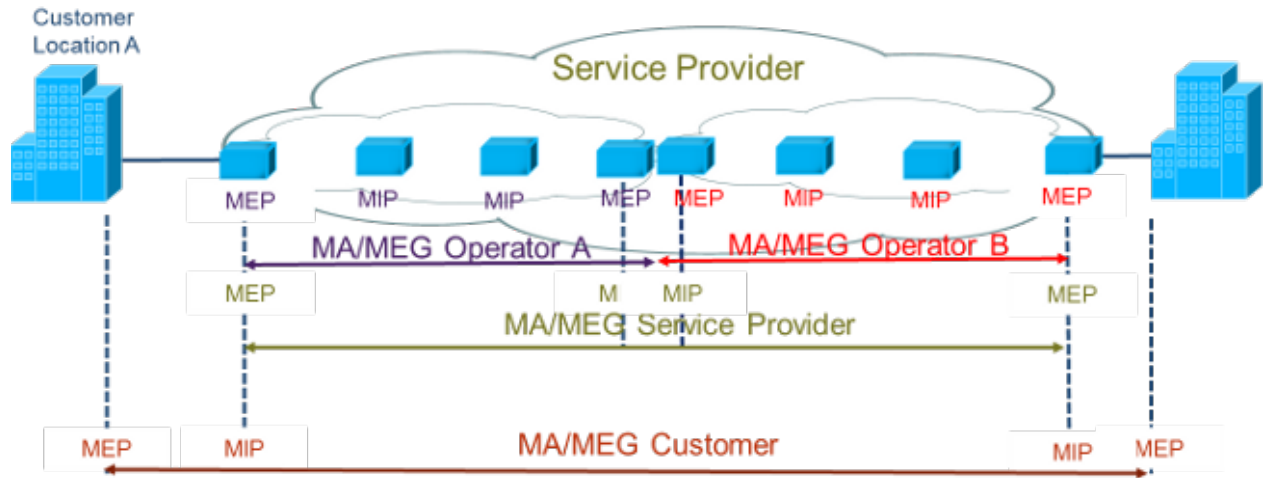 Customer
Location A
Service Provider
MEP MIP MIP MEP MEP MIP MIP MEP
MA/MEG Operator A MA/MEG Operator B
MEP MI MIP MEP
MA/MEG Service Provider
MEP MIP MA/MEG Customer MIP MEP